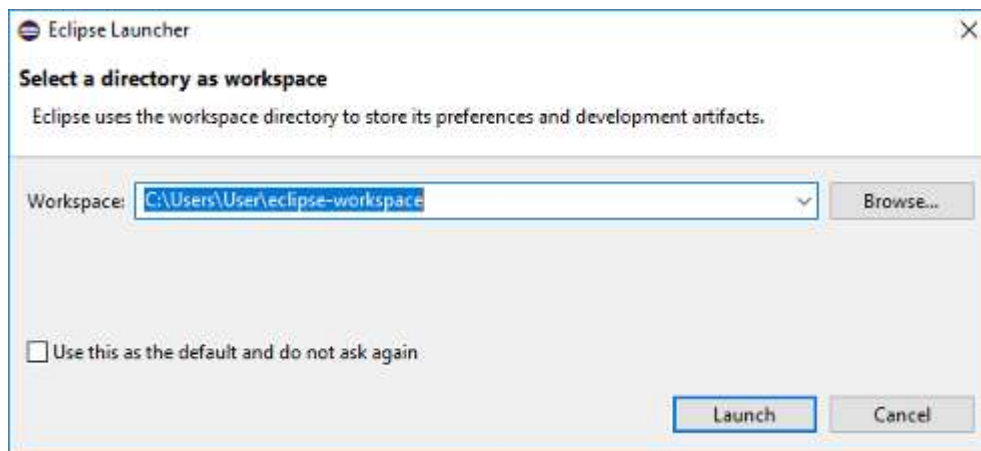 Eclipse Launcher
Select a directory as workspace
Eclipse uses the workspace directory to store its preferences and development artifacts.
Workspace: C:\Users\User\eclipse-workspace Browse...
Use this as the default and do not ask again
Launch Cancel